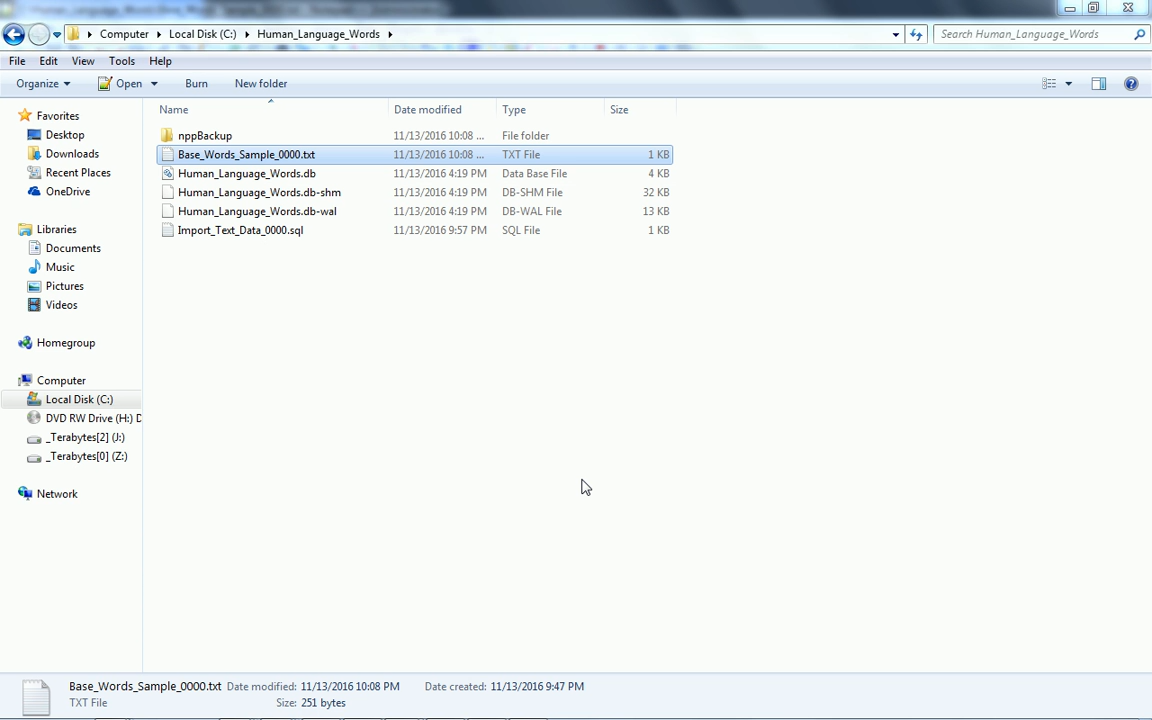 Computer Local Disk (C:) Human_Language_Words Search Human_Language_Words
File Edit View Tools Help
Organize Open Burn New folder
Name Date modified Type Size
nppBackup 11/13/2016 10:08 ... File folder
Base_Words_Sample_0000.txt 11/13/2016 10:08 ... TXT File 1 KB
Human_Language_Words.db 11/13/2016 4:19 PM Data Base File 4 KB
Human_Language_Words.db-shm 11/13/2016 4:19 PM DB-SHM File 32 KB
Human_Language_Words.db-wal 11/13/2016 4:19 PM DB-WAL File 13 KB
Import_Text_Data_0000.sql 11/13/2016 9:57 PM SQL File 1 KB
Favorites
Desktop
Downloads
Recent Places
OneDrive
Libraries
Documents
Music
Pictures
Videos
Homegroup
Computer
Local Disk (C:)
DVD RW Drive (H:) D
_Terabytes[2] (J:)
_Terabytes[0] (Z:)
Network
Base_Words_Sample_0000.txt Date modified: 11/13/2016 10:08 PM Date created: 11/13/2016 9:47 PM
TXT File Size: 251 bytes